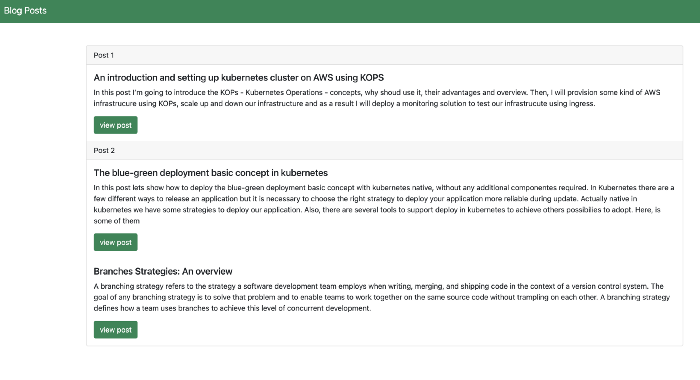 Blog Posts
Post 1
An introduction and setting up kubernetes cluster on AWS using KOPS
In this post I'm going to introduce the KOPs - Kubernetes Operations - concepts, why shoud use it, their advantages and overview. Then, I will provision some kind of AWS
infrastrucure using KOPs, scale up and down our infrastructure and as a result I will deploy a monitoring solution to test our infrastrucute using ingress.
view post
Post 2
The blue-green deployment basic concept in kubernetes
In this post lets show how to deploy the blue-green deployment basic concept with kubernetes native, without any additional componentes required. In Kubernetes there are a
few different ways to release an application but it is necessary to choose the right strategy to deploy your application more reliable during update. Actually native in
kubernetes we have some strategies to deploy our application. Also, there are several tools to support deploy in kubernetes to achieve others possibilies to adopt. Here, is
some of them
view post
Branches Strategies: An overview
A branching strategy refers to the strategy a software development team employs when writing, merging, and shipping code in the context of a version control system. The
goal of any branching strategy is to solve that problem and to enable teams to work together on the same source code without trampling on each other. A branching strategy
defines how a team uses branches to achieve this level of concurrent development.
view post